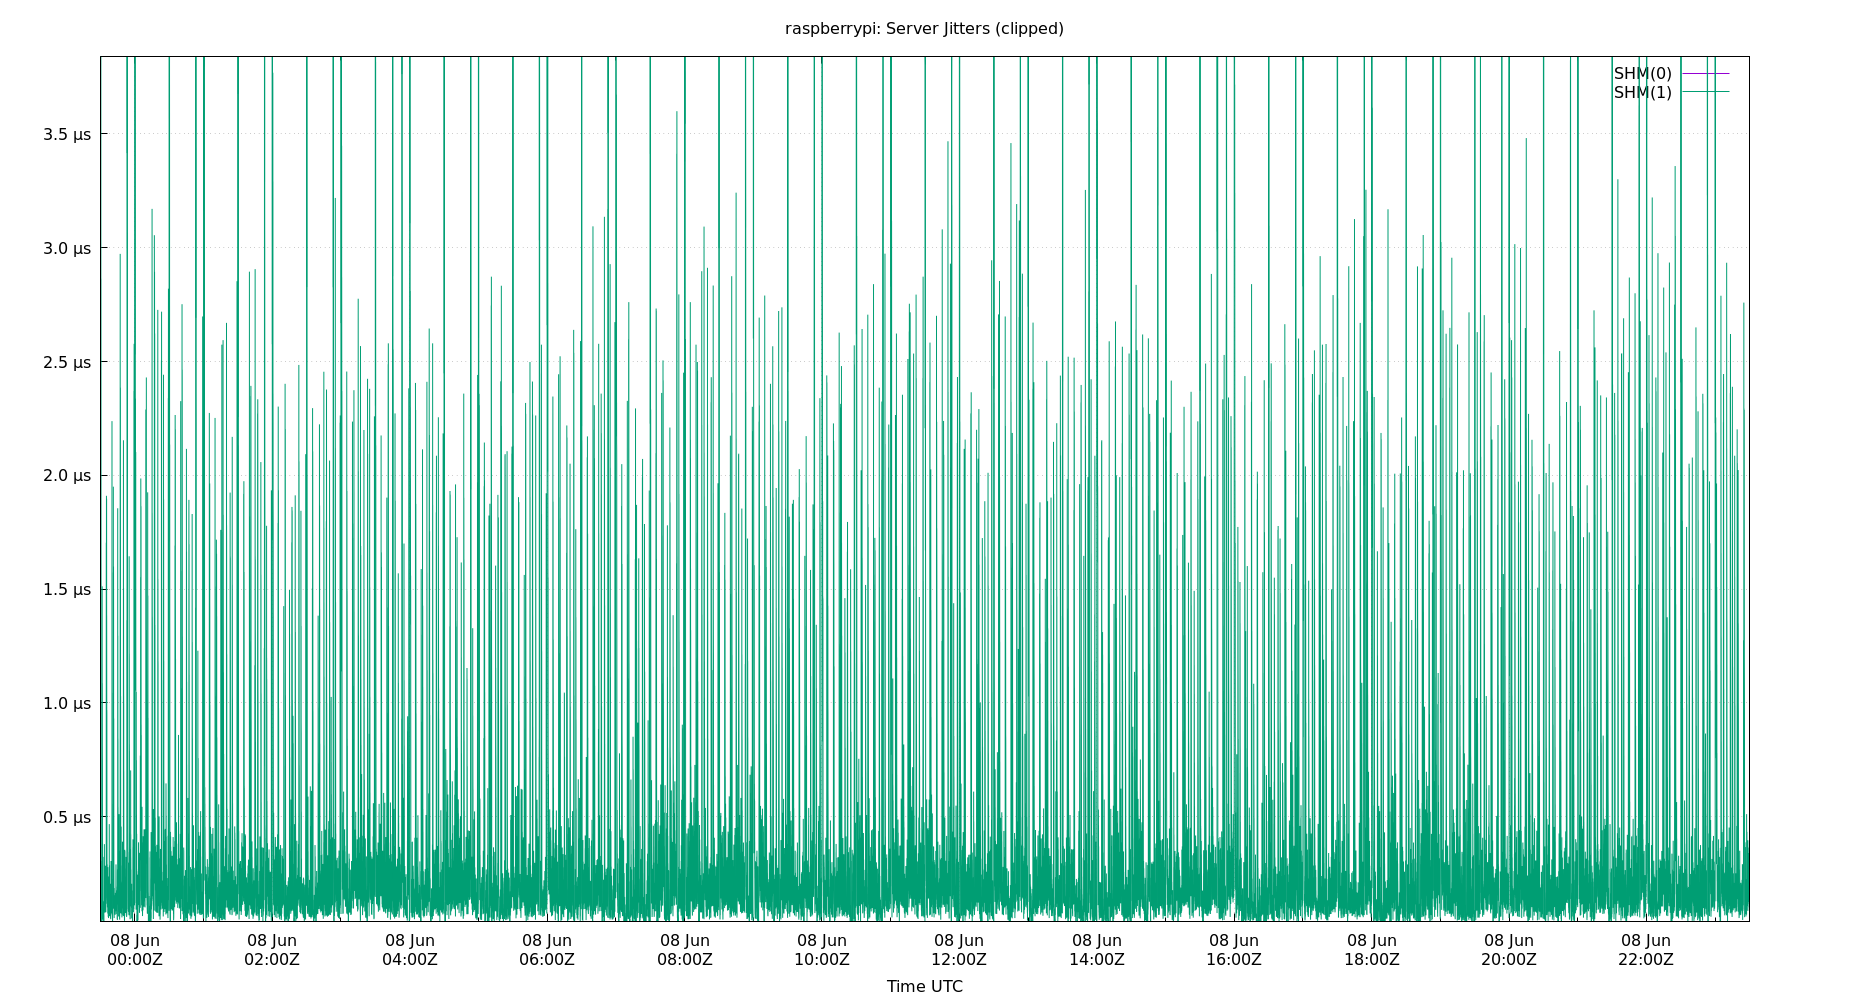 raspberrypi: Server Jitters (clipped)
SHM(0)
SHM(1)
3.5 µs
3.0 µs
2.5 µs
2.0 µs
1.5 µs
1.0 µs
0.5 µs
08 Jun 08 Jun 08 Jun 08 Jun 08 Jun 08 Jun 08 Jun 08 Jun 08 Jun 08 Jun 08 Jun 08 Jun
00:00Z 02:00Z 04:00Z 06:00Z 08:00Z 10:00Z 12:00Z 14:00Z 16:00Z 18:00Z 20:00Z 22:00Z
Time UTC